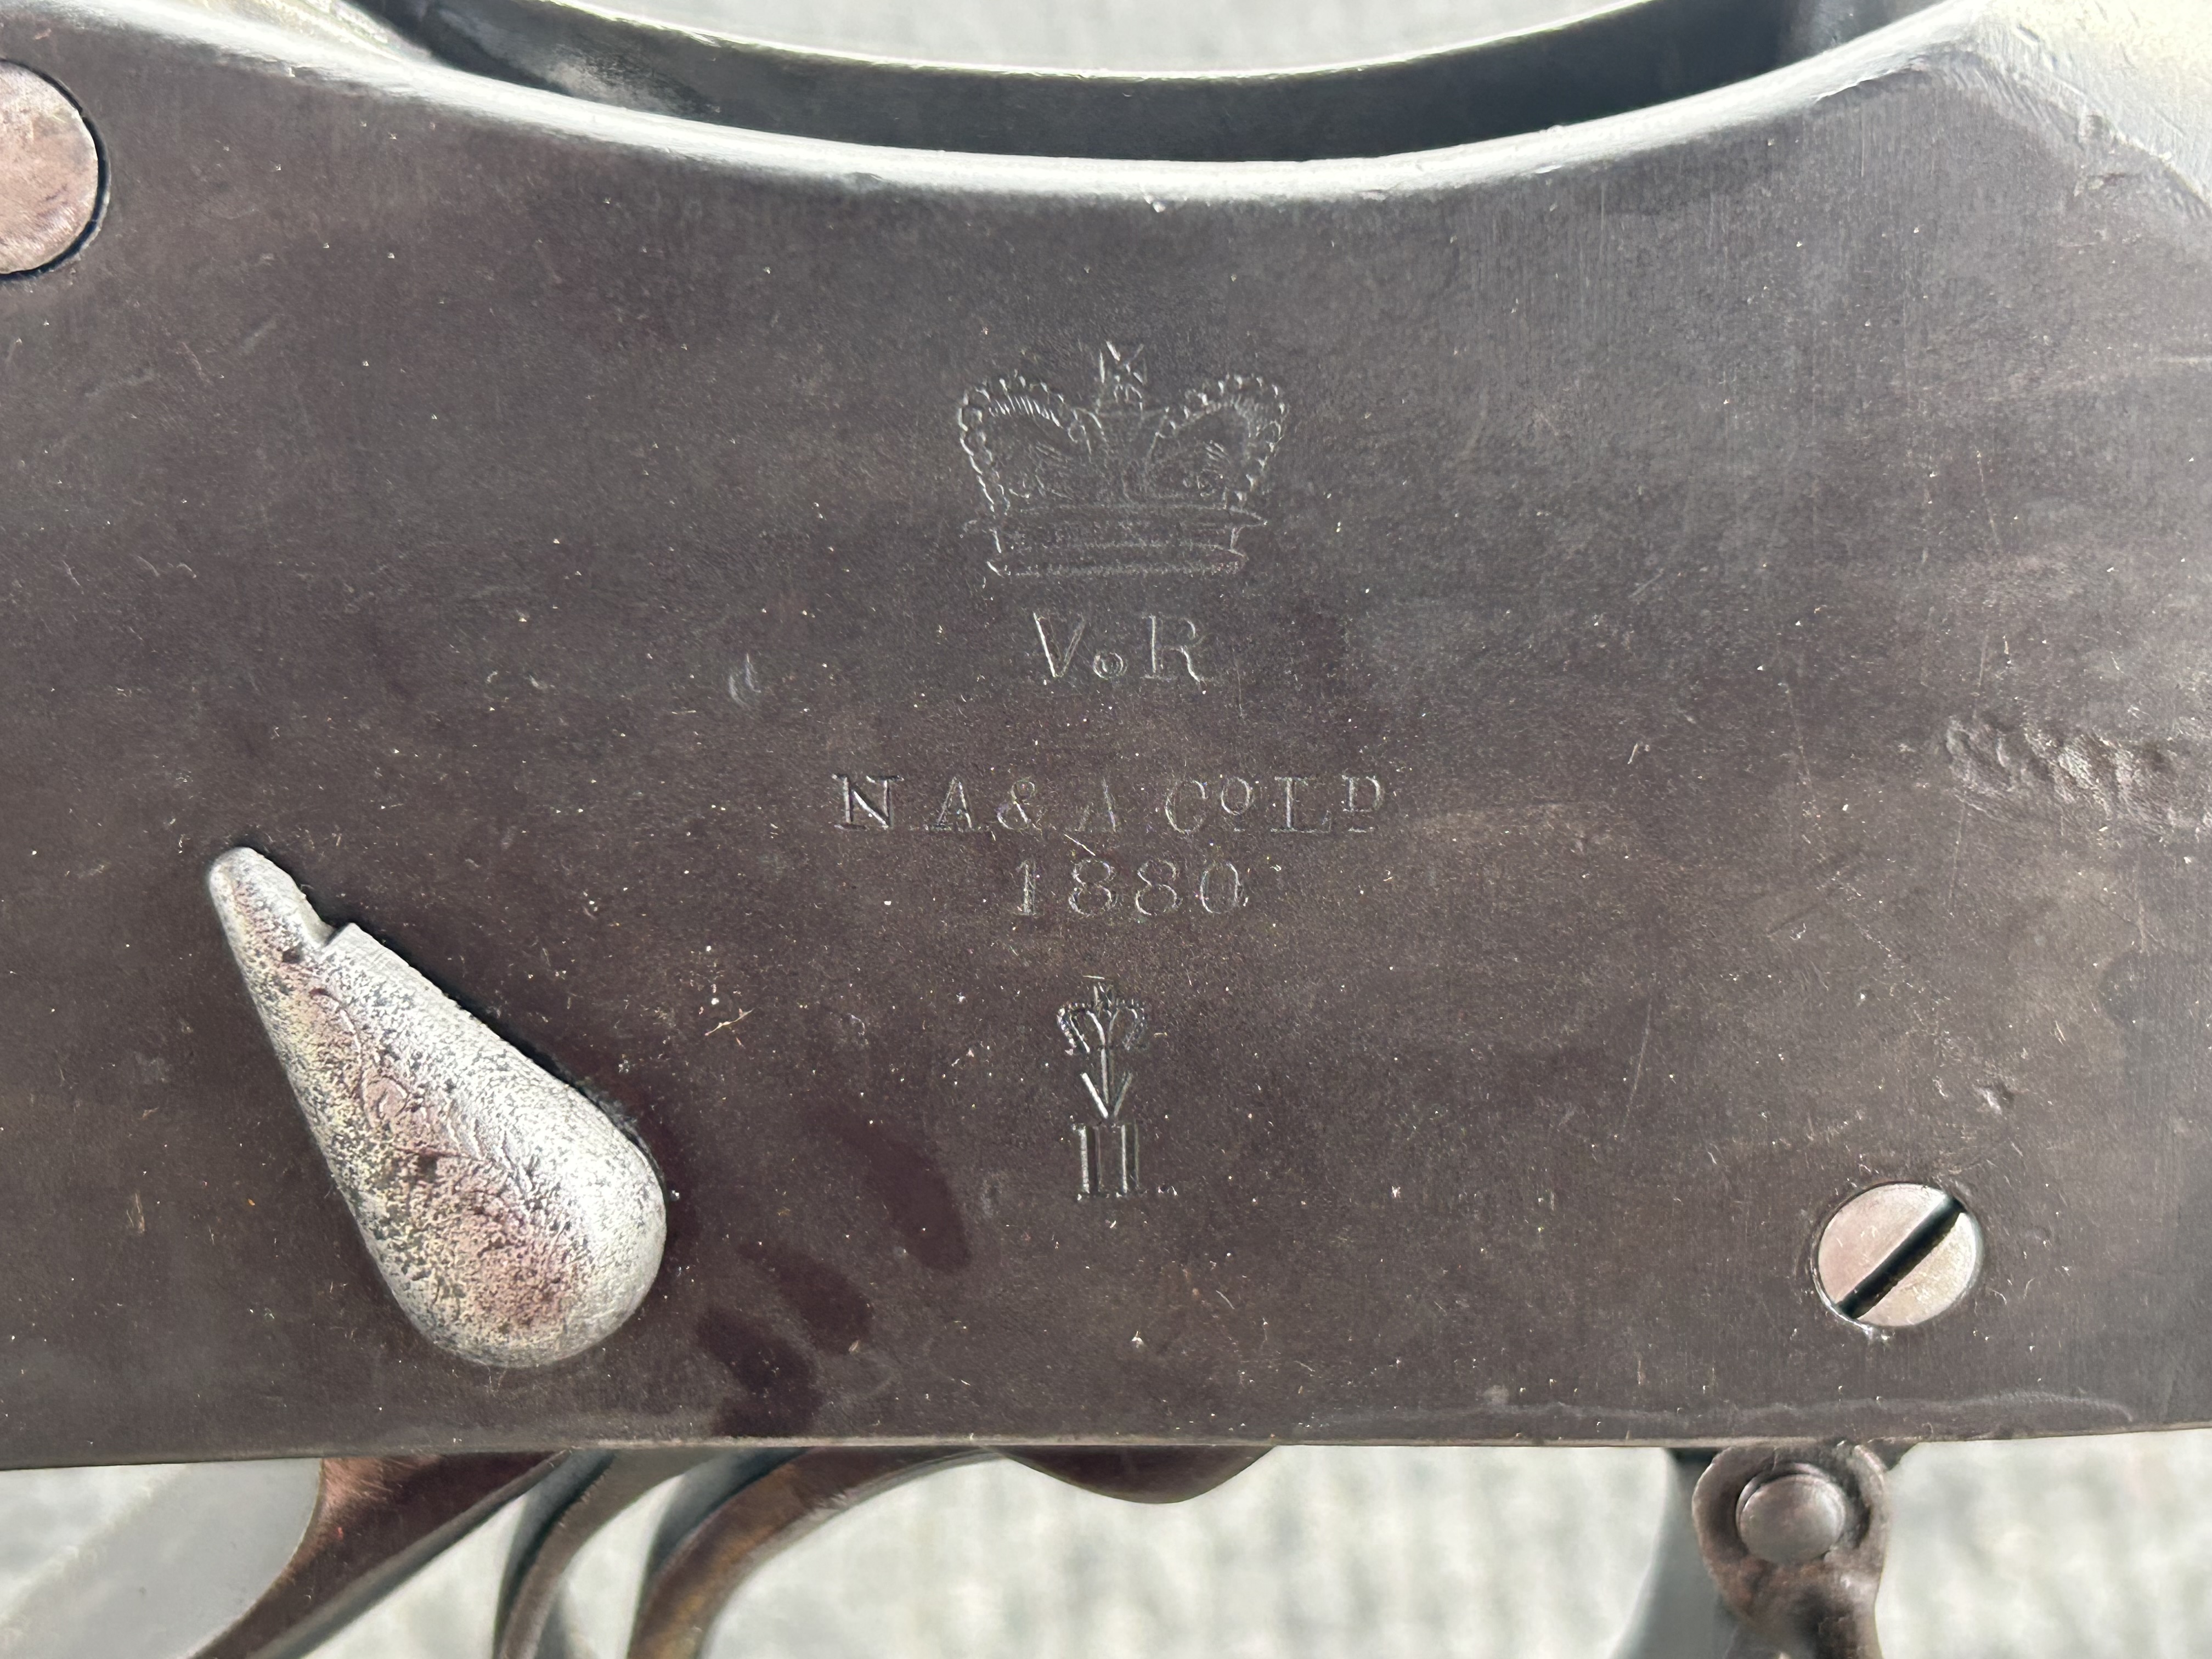 V.R
N A & A Cº Lᴰ
1880
II.